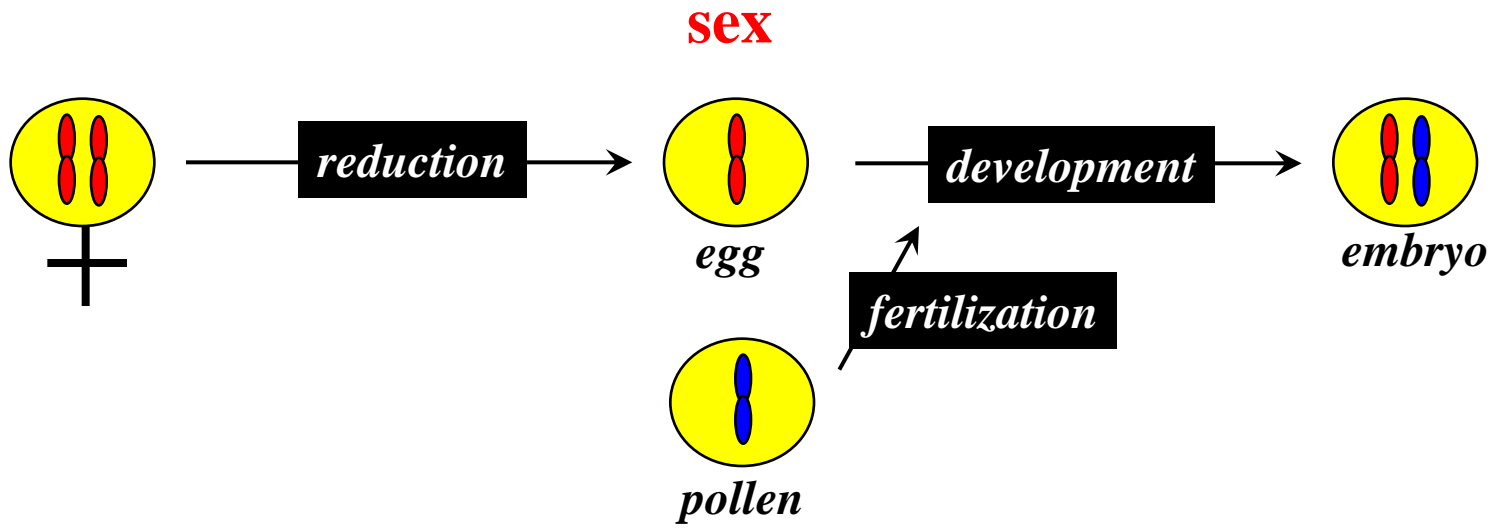 sex
reduction
egg
development
embryo
fertilization
pollen